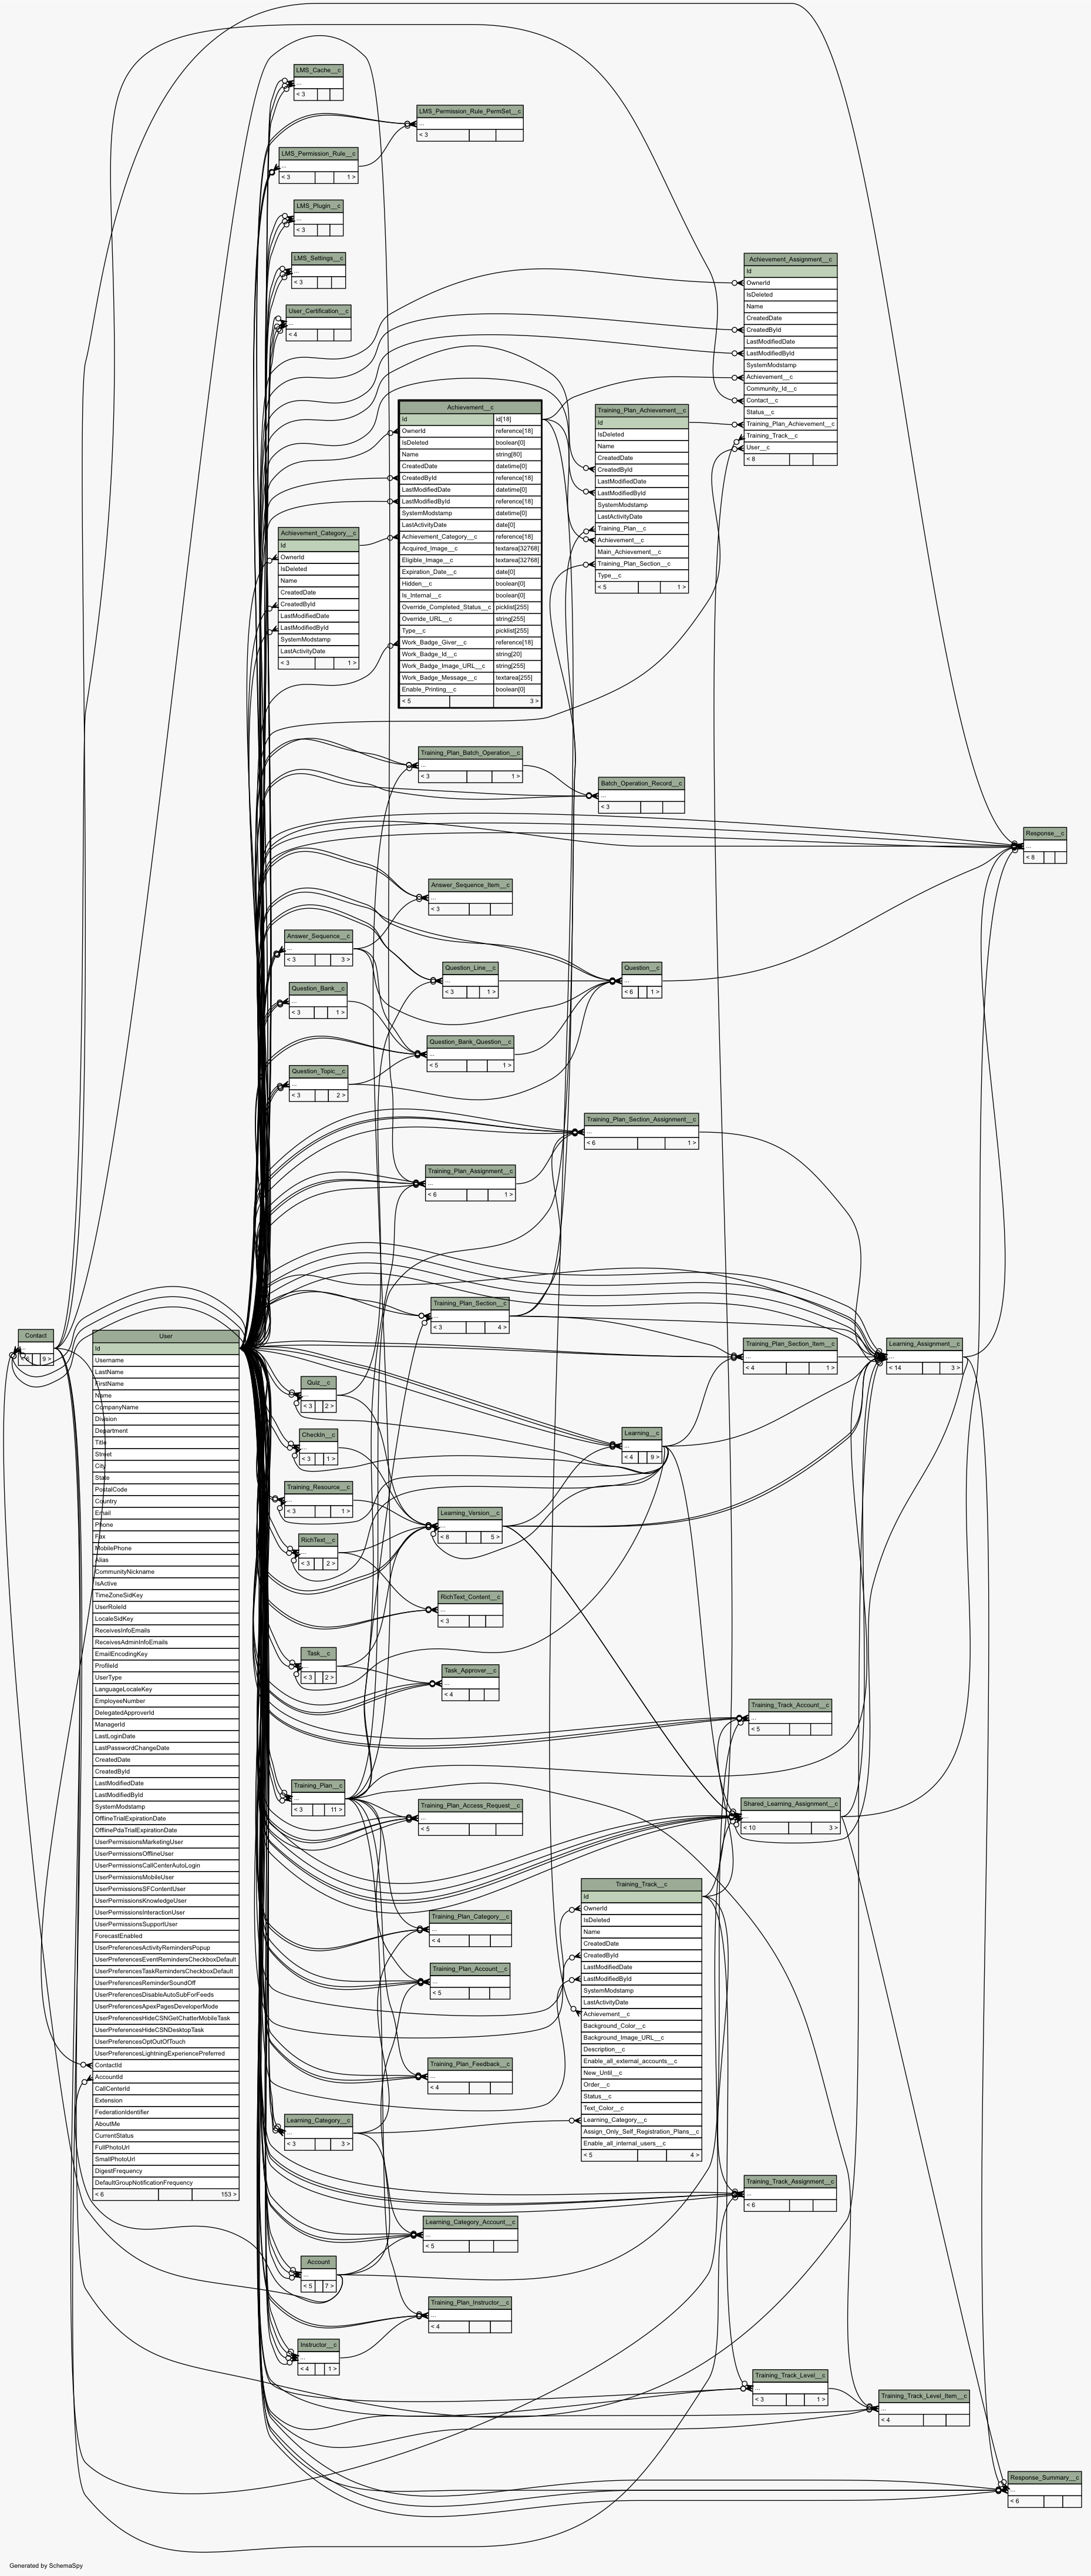 LMS_Cache__c
...
< 3
LMS_Permission_Rule_PermSet__c
...
< 3
LMS_Permission_Rule__c
...
< 3 1 >
LMS_Plugin__c
...
< 3
LMS_Settings__c
...
< 3
User_Certification__c
...
< 4
Achievement_Assignment__c
Id
OwnerId
IsDeleted
Name
CreatedDate
CreatedById
LastModifiedDate
LastModifiedById
SystemModstamp
Achievement__c
Community_Id__c
Contact__c
Status__c
Training_Plan_Achievement__c
Training_Track__c
User__c
< 8
Achievement__c
Id id[18]
OwnerId reference[18]
IsDeleted boolean[0]
Name string[80]
CreatedDate datetime[0]
CreatedById reference[18]
LastModifiedDate datetime[0]
LastModifiedById reference[18]
SystemModstamp datetime[0]
LastActivityDate date[0]
Achievement_Category__c reference[18]
Acquired_Image__c textarea[32768]
Eligible_Image__c textarea[32768]
Expiration_Date__c date[0]
Hidden__c boolean[0]
Is_Internal__c boolean[0]
Override_Completed_Status__c picklist[255]
Override_URL__c string[255]
Type__c picklist[255]
Work_Badge_Giver__c reference[18]
Work_Badge_Id__c string[20]
Work_Badge_Image_URL__c string[255]
Work_Badge_Message__c textarea[255]
Enable_Printing__c boolean[0]
< 5 3 >
Training_Plan_Achievement__c
Id
IsDeleted
Name
CreatedDate
CreatedById
LastModifiedDate
LastModifiedById
SystemModstamp
LastActivityDate
Training_Plan__c
Achievement__c
Main_Achievement__c
Training_Plan_Section__c
Type__c
< 5 1 >
Achievement_Category__c
Id
OwnerId
IsDeleted
Name
CreatedDate
CreatedById
LastModifiedDate
LastModifiedById
SystemModstamp
LastActivityDate
< 3 1 >
Training_Plan_Batch_Operation__c
...
< 3 1 >
Batch_Operation_Record__c
...
< 3
Response__c
...
< 8
Answer_Sequence_Item__c
...
< 3
Answer_Sequence__c
...
< 3 3 >
Question_Line__c
...
< 3 1 >
Question__c
...
< 6 1 >
Question_Bank__c
...
< 3 1 >
Question_Bank_Question__c
...
< 5 1 >
Question_Topic__c
...
< 3 2 >
Training_Plan_Section_Assignment__c
...
< 6 1 >
Training_Plan_Assignment__c
...
< 6 1 >
Training_Plan_Section__c
...
< 3 4 >
Training_Plan_Section_Item__c
...
< 4 1 >
Learning_Assignment__c
...
< 14 3 >
Contact
9 >
User
Id
Username
LastName
FirstName
Name
CompanyName
Division
Department
Title
Street
City
State
PostalCode
Country
Email
Phone
Fax
MobilePhone
Alias
CommunityNickname
IsActive
TimeZoneSidKey
UserRoleId
LocaleSidKey
ReceivesInfoEmails
ReceivesAdminInfoEmails
EmailEncodingKey
ProfileId
UserType
LanguageLocaleKey
EmployeeNumber
DelegatedApproverId
ManagerId
LastLoginDate
LastPasswordChangeDate
CreatedDate
CreatedById
LastModifiedDate
LastModifiedById
SystemModstamp
OfflineTrialExpirationDate
OfflinePdaTrialExpirationDate
UserPermissionsMarketingUser
UserPermissionsOfflineUser
UserPermissionsCallCenterAutoLogin
UserPermissionsMobileUser
UserPermissionsSFContentUser
UserPermissionsKnowledgeUser
UserPermissionsInteractionUser
UserPermissionsSupportUser
ForecastEnabled
UserPreferencesActivityRemindersPopup
UserPreferencesEventRemindersCheckboxDefault
UserPreferencesTaskRemindersCheckboxDefault
UserPreferencesReminderSoundOff
UserPreferencesDisableAutoSubForFeeds
UserPreferencesApexPagesDeveloperMode
UserPreferencesHideCSNGetChatterMobileTask
UserPreferencesHideCSNDesktopTask
UserPreferencesOptOutOfTouch
UserPreferencesLightningExperiencePreferred
ContactId
AccountId
CallCenterId
Extension
FederationIdentifier
AboutMe
CurrentStatus
FullPhotoUrl
SmallPhotoUrl
DigestFrequency
DefaultGroupNotificationFrequency
< 6 153 >
Quiz__c
...
< 3 2 >
CheckIn__c
...
< 3 1 >
Learning__c
...
< 4 9 >
Training_Resource__c
...
< 3 1 >
Learning_Version__c
...
< 8 5 >
RichText__c
...
< 3 2 >
RichText_Content__c
...
< 3
Task__c
...
< 3 2 >
Task_Approver__c
...
< 4
Training_Track_Account__c
...
< 5
Training_Plan__c
...
< 3 11 >
Training_Plan_Access_Request__c
...
< 5
Shared_Learning_Assignment__c
...
< 10 3 >
Training_Track__c
Id
OwnerId
IsDeleted
Name
CreatedDate
CreatedById
LastModifiedDate
LastModifiedById
SystemModstamp
LastActivityDate
Achievement__c
Background_Color__c
Background_Image_URL__c
Description__c
Enable_all_external_accounts__c
New_Until__c
Order__c
Status__c
Text_Color__c
Learning_Category__c
Assign_Only_Self_Registration_Plans__c
Enable_all_internal_users__c
< 5 4 >
Training_Plan_Category__c
...
< 4
Training_Plan_Account__c
...
< 5
Training_Plan_Feedback__c
...
< 4
Learning_Category__c
...
< 3 3 >
Training_Track_Assignment__c
...
< 6
Learning_Category_Account__c
...
< 5
Account
...
< 5 7 >
Training_Plan_Instructor__c
...
< 4
Instructor__c
...
< 4 1 >
Training_Track_Level__c
...
< 3 1 >
Training_Track_Level_Item__c
...
< 4
Response_Summary__c
...
< 6
Generated by SchemaSpy